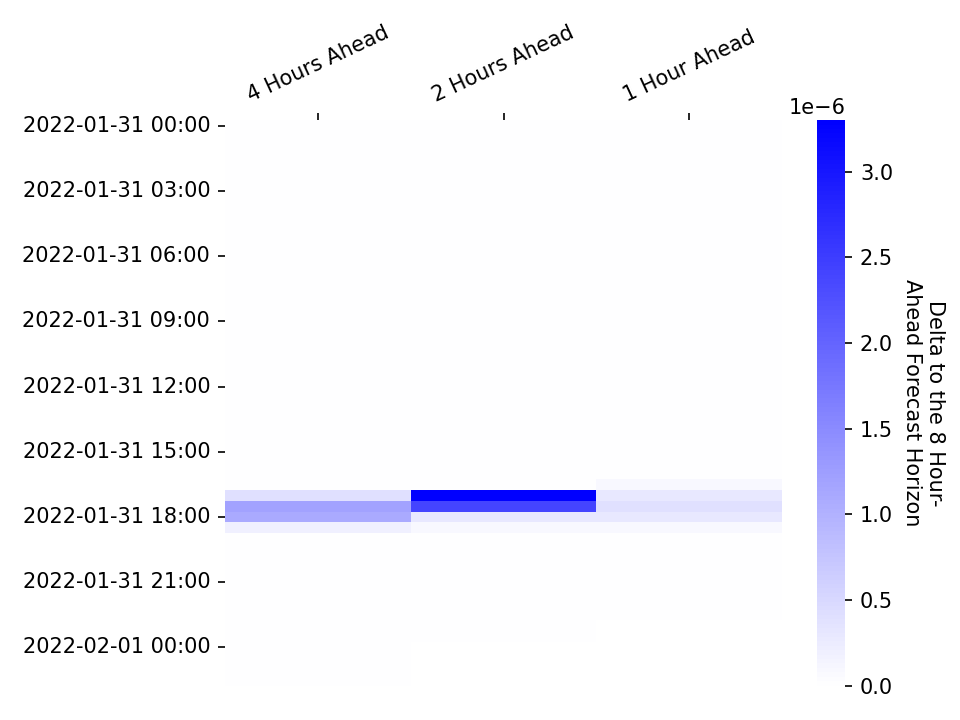 4 Hours Ahead
2 Hours Ahead
1 Hour Ahead
1e−6
2022-01-31 00:00
2022-01-31 03:00
2022-01-31 06:00
2022-01-31 09:00
2022-01-31 12:00
2022-01-31 15:00
2022-01-31 18:00
2022-01-31 21:00
2022-02-01 00:00
3.0
2.5
2.0
1.5
1.0
0.5
0.0
Delta to the 8 Hour-
Ahead Forecast Horizon